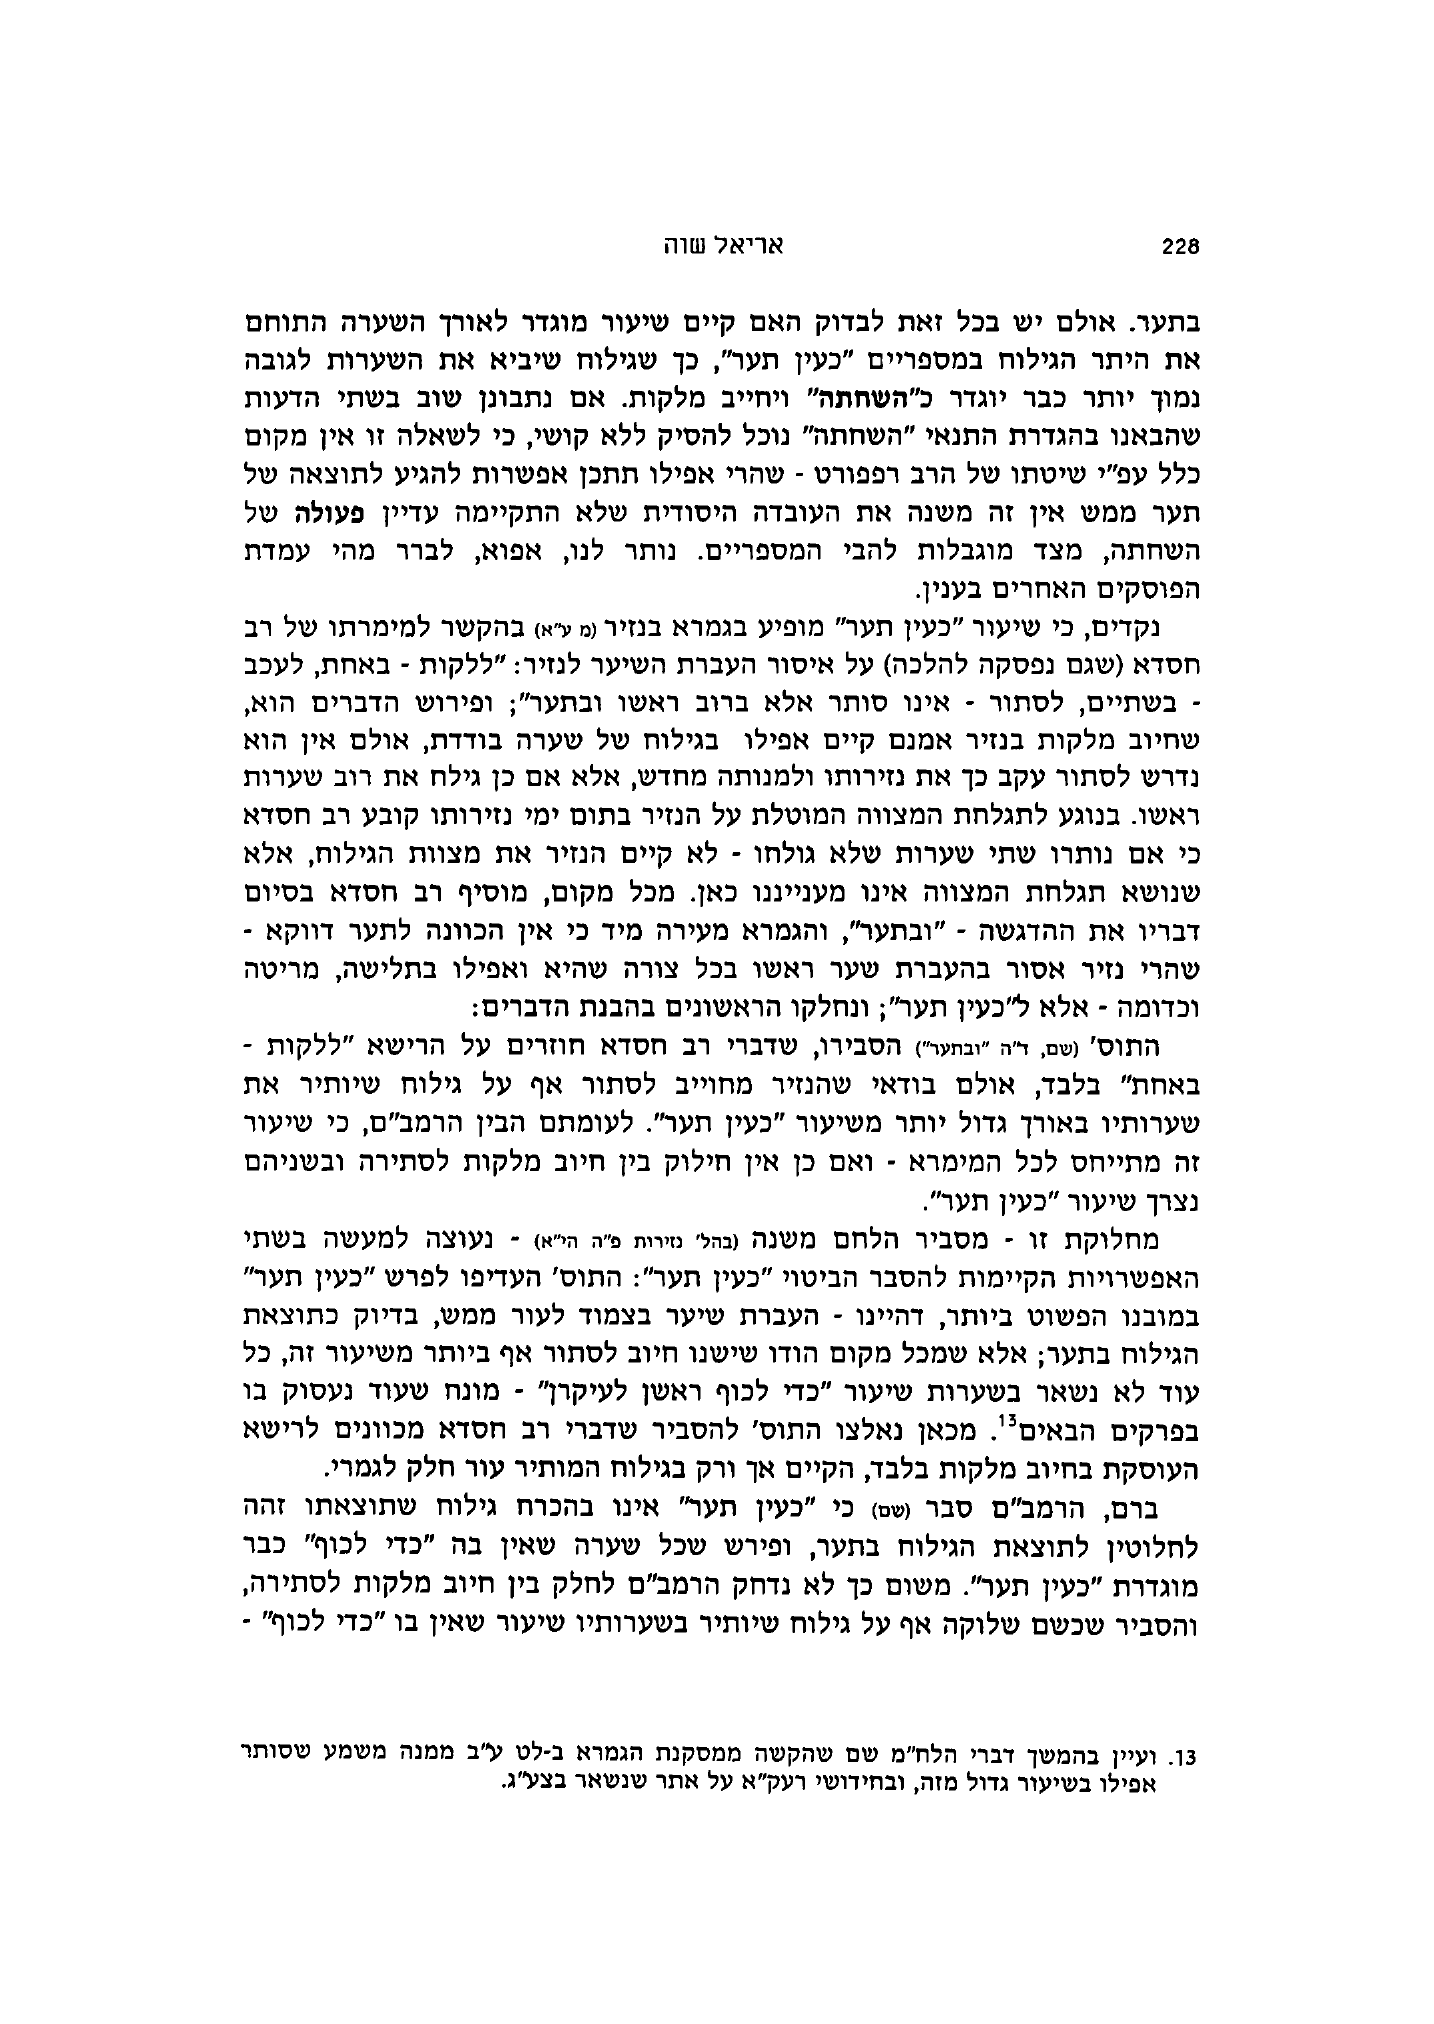 228
אריאל שוה
בתער. אולם יש בכל זאת לבדוק האם קיים שיעור מוגדר לאורך השערה התוחם
את היתר הגילוח במספריים "כעין תער", כך שגילוח שיביא את השערות לגובה
נמוך יותר כבר יוגדר כ"השחתה" ויחייב מלקות. אם נתבונן שוב בשתי הדעות
שהבאנו בהגדרת התנאי "השחתה" נוכל להסיק ללא קושי, כי לשאלה זו אין מקום
כלל עפ"י שיטתו של הרב רפפורט - שהרי אפילו תתכן אפשרות להגיע לתוצאה של
תער ממש אין זה משנה את העובדה היסודית שלא התקיימה עדיין פעולה של
השחתה, מצד מוגבלות להבי המספריים. נותר לנו, אפוא, לברר מהי עמדת
הפוסקים האחרים בענין.
נקדים, כי שיעור "כעין תער" מופיע בגמרא בנזיר (מ ע"א) בהקשר למימרתו של רב
חסדא (שגם נפסקה להלכה) על איסור העברת השיער לנזיר: "ללקות - באחת, לעכב
- בשתיים, לסתור - אינו סותר אלא ברוב ראשו ובתער"; ופירוש הדברים הוא,
שחיוב מלקות בנזיר אמנם קיים אפילו בגילוח של שערה בודדת, אולם אין הוא
נדרש לסתור עקב כך את נזירותו ולמנותה מחדש, אלא אם כן גילח את רוב שערות
ראשו. בנוגע לתגלחת המצווה המוטלת על הנזיר בתום ימי נזירותו קובע רב חסדא
כי אם נותרו שתי שערות שלא גולחו - לא קיים הנזיר את מצוות הגילוח, אלא
שנושא תגלחת המצווה אינו מענייננו כאן. מכל מקום, מוסיף רב חסדא בסיום
דבריו את ההדגשה - "ובתער", והגמרא מעירה מיד כי אין הכוונה לתער דווקא -
שהרי נזיר אסור בהעברת שער ראשו בכל צורה שהיא ואפילו בתלישה, מריטה
וכדומה - אלא ל"כעין תער"; ונחלקו הראשונים בהבנת הדברים:
התוס' (שם, ד"ה "ובתער") הסבירו, שדברי רב חסדא חוזרים על הרישא "ללקות -
באחת" בלבד, אולם בודאי שהנזיר מחוייב לסתור אף על גילוח שיותיר את
שערותיו באורך גדול יותר משיעור "כעין תער". לעומתם הבין הרמב"ם, כי שיעור
זה מתייחס לכל המימרא - ואם כן אין חילוק בין חיוב מלקות לסתירה ובשניהם
נצרך שיעור "כעין תער".
מחלוקת זו - מסביר הלחם משנה (בהל' נזירות פ"ה הי"א) - נעוצה למעשה בשתי
האפשרויות הקיימות להסבר הביטוי "כעין תער": התוס' העדיפו לפרש "כעין תער"
במובנו הפשוט ביותר, דהיינו - העברת שיער בצמוד לעור ממש, בדיוק כתוצאת
הגילוח בתער; אלא שמכל מקום הודו שישנו חיוב לסתור אף ביותר משיעור זה, כל
עוד לא נשאר בשערות שיעור "כדי לכוף ראשן לעיקרן" - מונח שעוד נעסוק בו
בפרקים הבאים13. מכאן נאלצו התוס' להסביר שדברי רב חסדא מכוונים לרישא
העוסקת בחיוב מלקות בלבד, הקיים אך ורק בגילוח המותיר עור חלק לגמרי.
ברם, הרמב"ם סבר (שם) כי "כעין תער" אינו בהכרח גילוח שתוצאתו זהה
לחלוטין לתוצאת הגילוח בתער, ופירש שכל שערה שאין בה "כדי לכוף" כבר
מוגדרת "כעין תער". משום כך לא נדחק הרמב"ם לחלק בין חיוב מלקות לסתירה,
והסביר שכשם שלוקה אף על גילוח שיותיר בשערותיו שיעור שאין בו "כדי לכוף" -
13. ועיין בהמשך דברי הלח"מ שם שהקשה ממסקנת הגמרא ב-לט ע"ב ממנה משמע שסותר
אפילו בשיעור גדול מזה, ובחידושי רעק"א על אתר שנשאר בצע"ג.